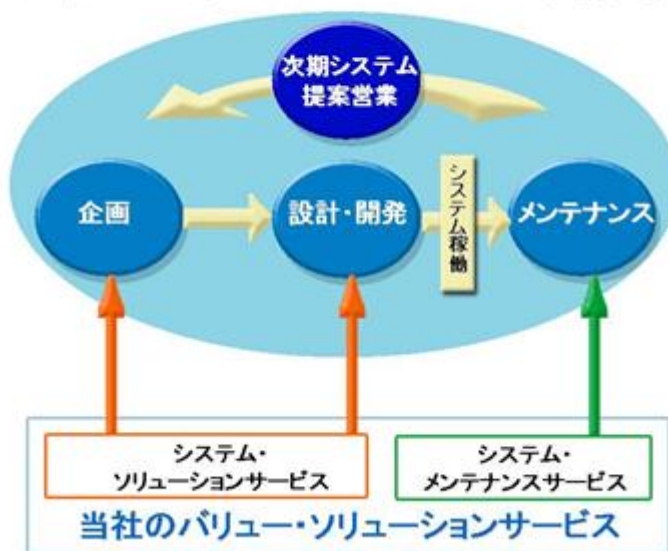 次期システム
提案営業
企画
設計・開発
システム稼働
メンテナンス
システム・
ソリューションサービス
システム・
メンテナンスサービス
当社のバリュー・ソリューションサービス